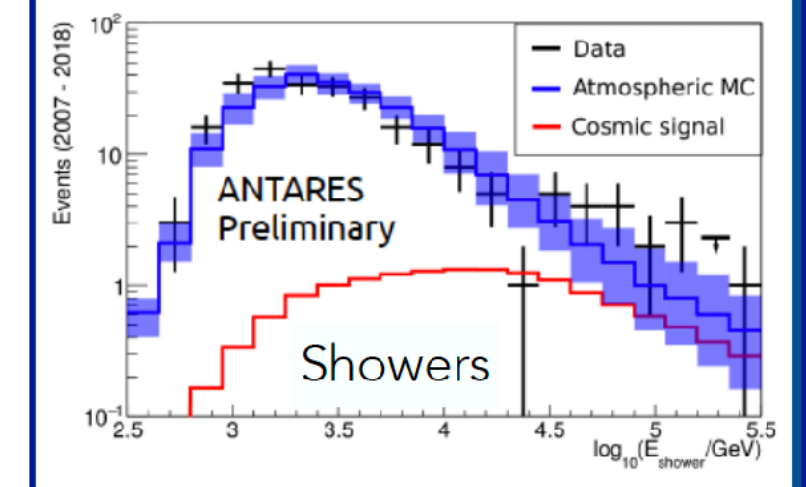 Events (2007 - 2018)
10²
10
1
10⁻¹
Data
Atmospheric MC
Cosmic signal
ANTARES
Preliminary
Showers
2.5 3 3.5 4 4.5 5 5.5
log₁₀(E_shower/GeV)